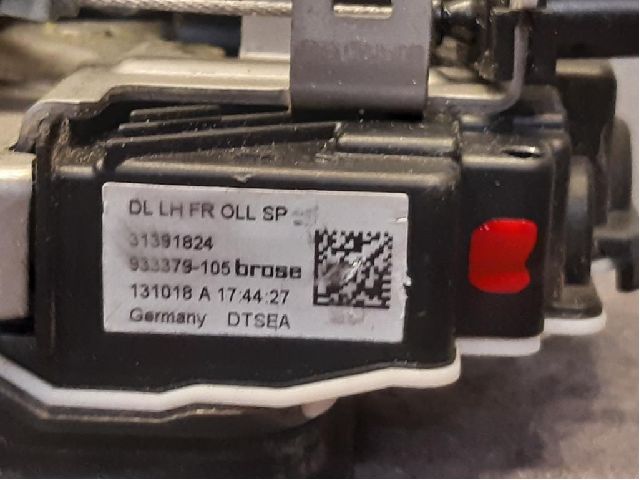 DL LH FR OLL SP
31391824
933379-105 brose
131018 A 17:44:27
Germany DTSEA